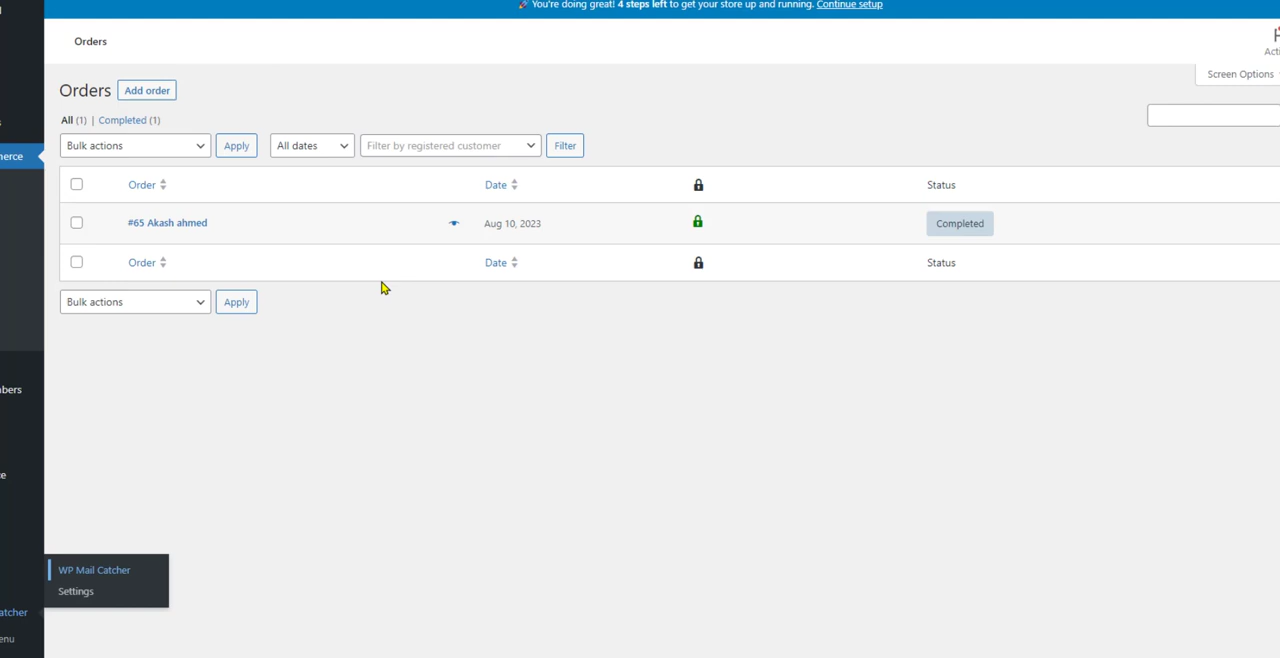 🚀 You're doing great! 4 steps left to get your store up and running. Continue setup
Orders
Screen Options
Orders Add order
All (1) | Completed (1)
Bulk actions Apply All dates Filter by registered customer Filter
Order Date Status
#65 Akash ahmed Aug 10, 2023 Completed
Order Date Status
Bulk actions Apply
WP Mail Catcher
Settings